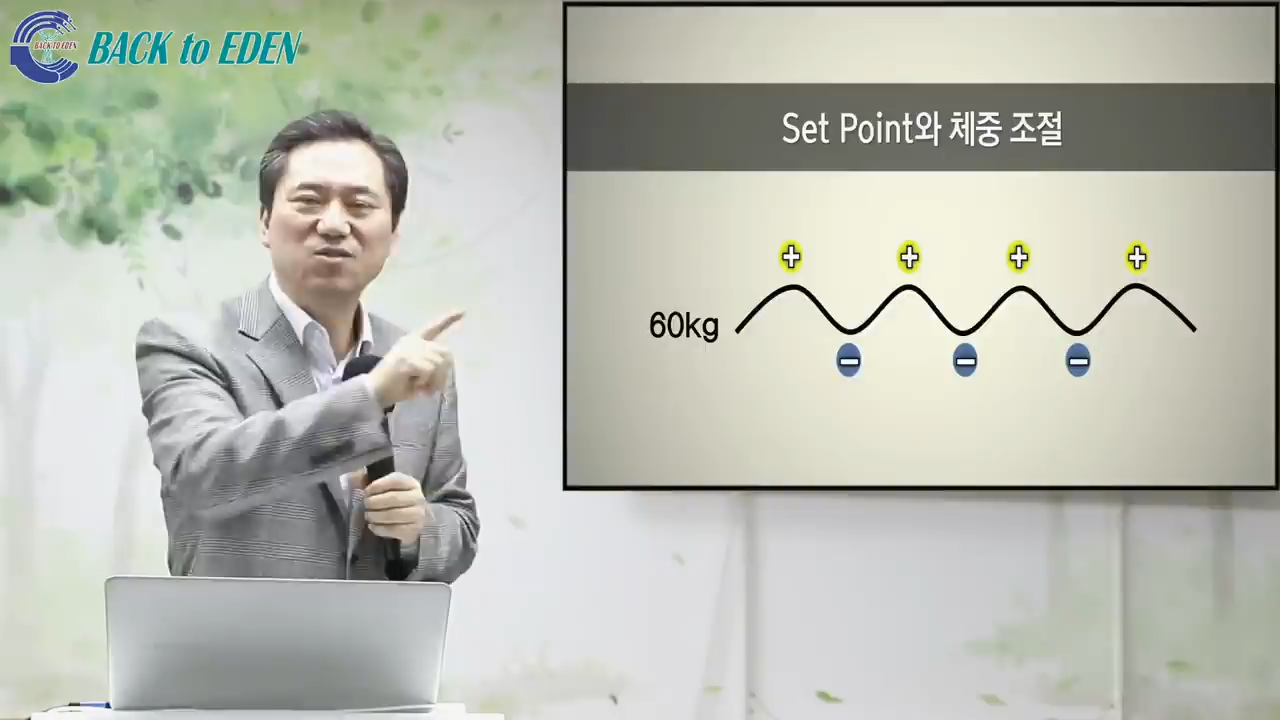 BACK TO EDEN
BACK to EDEN
Set Point와 체중 조절
+ + + +
60kg
− − −